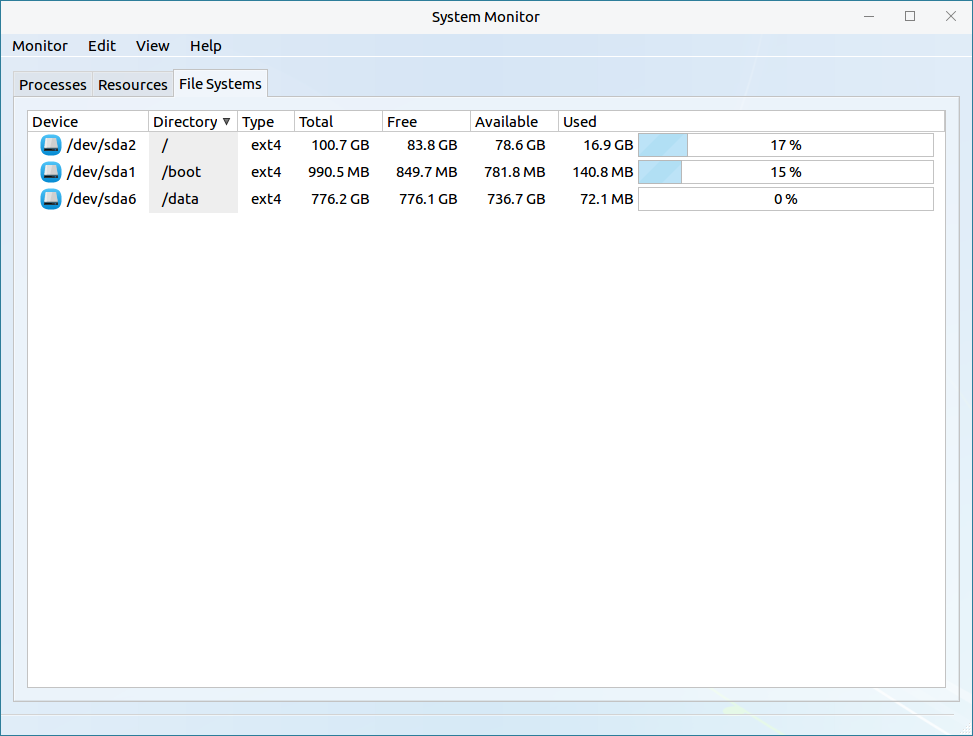 System Monitor
Monitor Edit View Help
Processes Resources File Systems
Device Directory Type Total Free Available Used
/dev/sda2 / ext4 100.7 GB 83.8 GB 78.6 GB 16.9 GB 17 %
/dev/sda1 /boot ext4 990.5 MB 849.7 MB 781.8 MB 140.8 MB 15 %
/dev/sda6 /data ext4 776.2 GB 776.1 GB 736.7 GB 72.1 MB 0 %